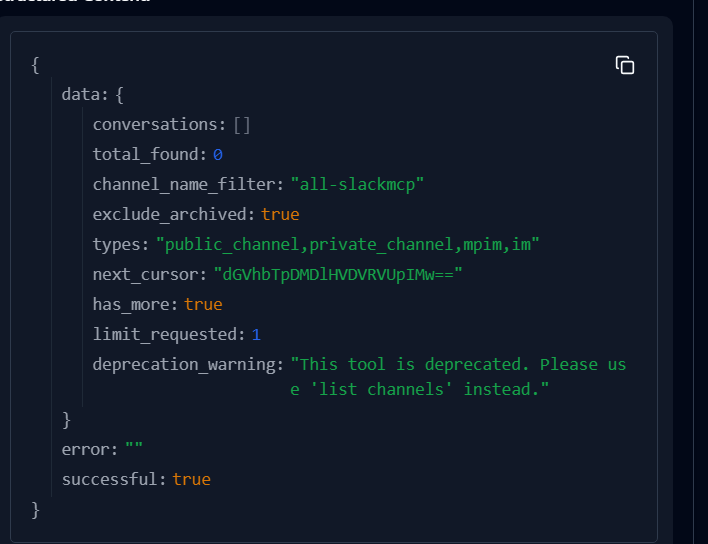 {
data: {
conversations: []
total_found: 0
channel_name_filter: "all-slackmcp"
exclude_archived: true
types: "public_channel,private_channel,mpim,im"
next_cursor: "dGVhbTpDMDlHVDVRVUpIMw=="
has_more: true
limit_requested: 1
deprecation_warning: "This tool is deprecated. Please us
e 'list channels' instead."
}
error: ""
successful: true
}